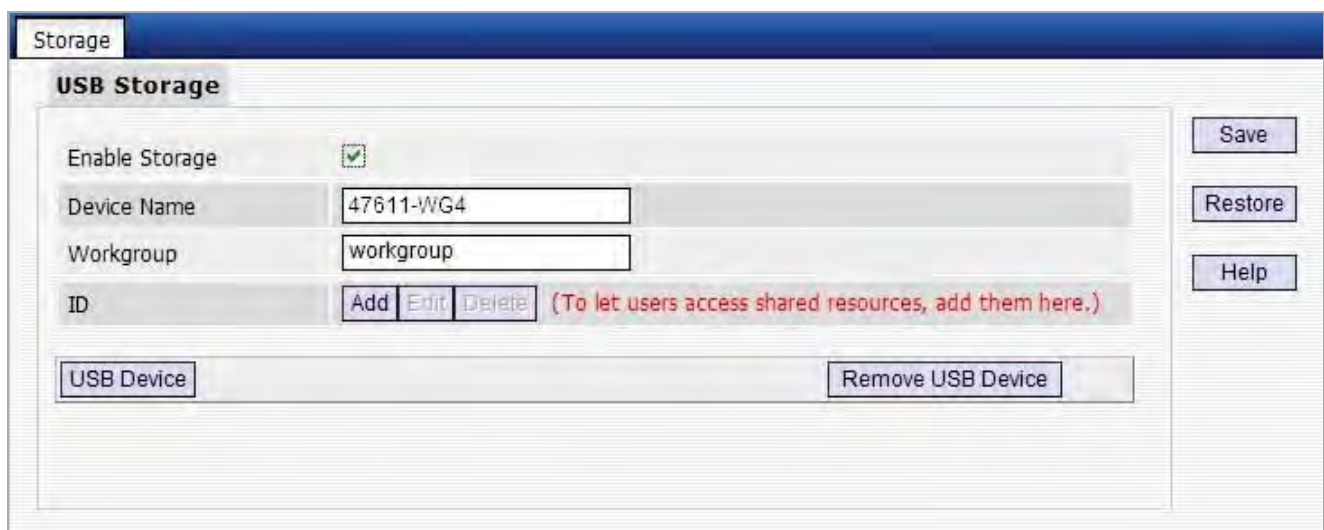 Storage
USB Storage
Enable Storage
Device Name 47611-WG4
Workgroup workgroup
ID Add Edit Delete (To let users access shared resources, add them here.)
USB Device Remove USB Device
Save
Restore
Help